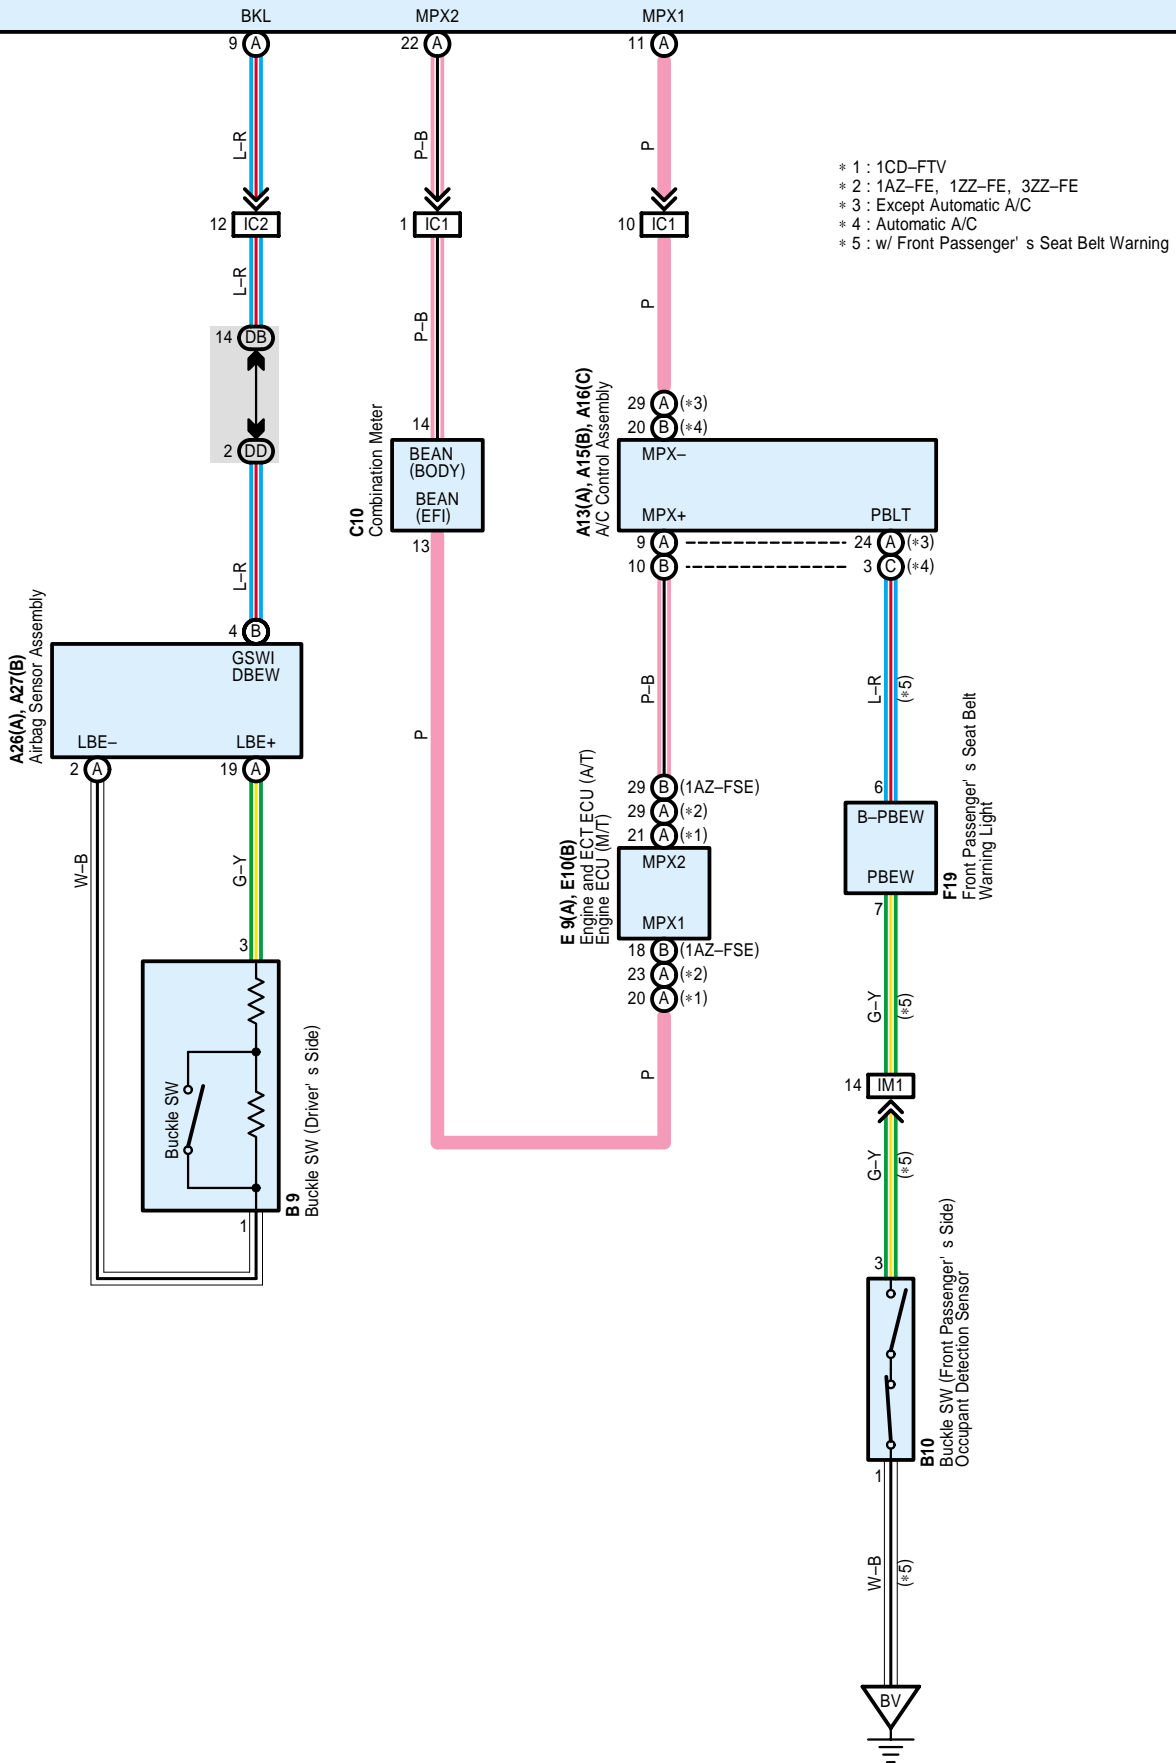 BKL MPX2 MPX1
9 A 22 A 11 A
L–R P–B P
∗ 1 : 1CD–FTV
∗ 2 : 1AZ–FE, 1ZZ–FE, 3ZZ–FE
∗ 3 : Except Automatic A/C
∗ 4 : Automatic A/C
∗ 5 : w/ Front Passenger' s Seat Belt Warning
12 IC2 1 IC1 10 IC1
L–R P–B P
14 DB
2 DD
29 A (∗3)
20 B (∗4)
C10
Combination Meter
14
BEAN
(BODY)
BEAN
(EFI)
13
A13(A), A15(B), A16(C)
A/C Control Assembly
MPX–
MPX+ PBLT
9 A 24 A (∗3)
10 B 3 C (∗4)
L–R
4 B
A26(A), A27(B)
Airbag Sensor Assembly
GSWI
DBEW
LBE– LBE+
2 A 19 A
P
P–B
L–R
(∗5)
W–B G–Y
29 B (1AZ–FSE)
29 A (∗2)
21 A (∗1)
E 9(A), E10(B)
Engine and ECT ECU (A/T)
Engine ECU (M/T)
MPX2
MPX1
18 B (1AZ–FSE)
23 A (∗2)
20 A (∗1)
P
6
B–PBEW
PBEW
7
F19
Front Passenger' s Seat Belt
Warning Light
G–Y
(∗5)
14 IM1
G–Y
(∗5)
3
Buckle SW
1
B 9
Buckle SW (Driver' s Side)
3
B10
Buckle SW (Front Passenger' s Side)
Occupant Detection Sensor
1
W–B
(∗5)
BV